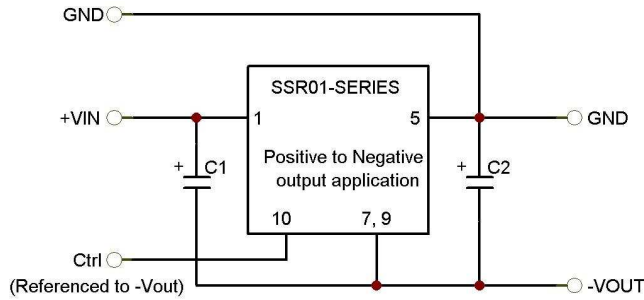 GND
SSR01-SERIES
+VIN
1
5
GND
Positive to Negative
output application
+
C1
+
C2
10
7, 9
Ctrl
(Referenced to -Vout)
-VOUT